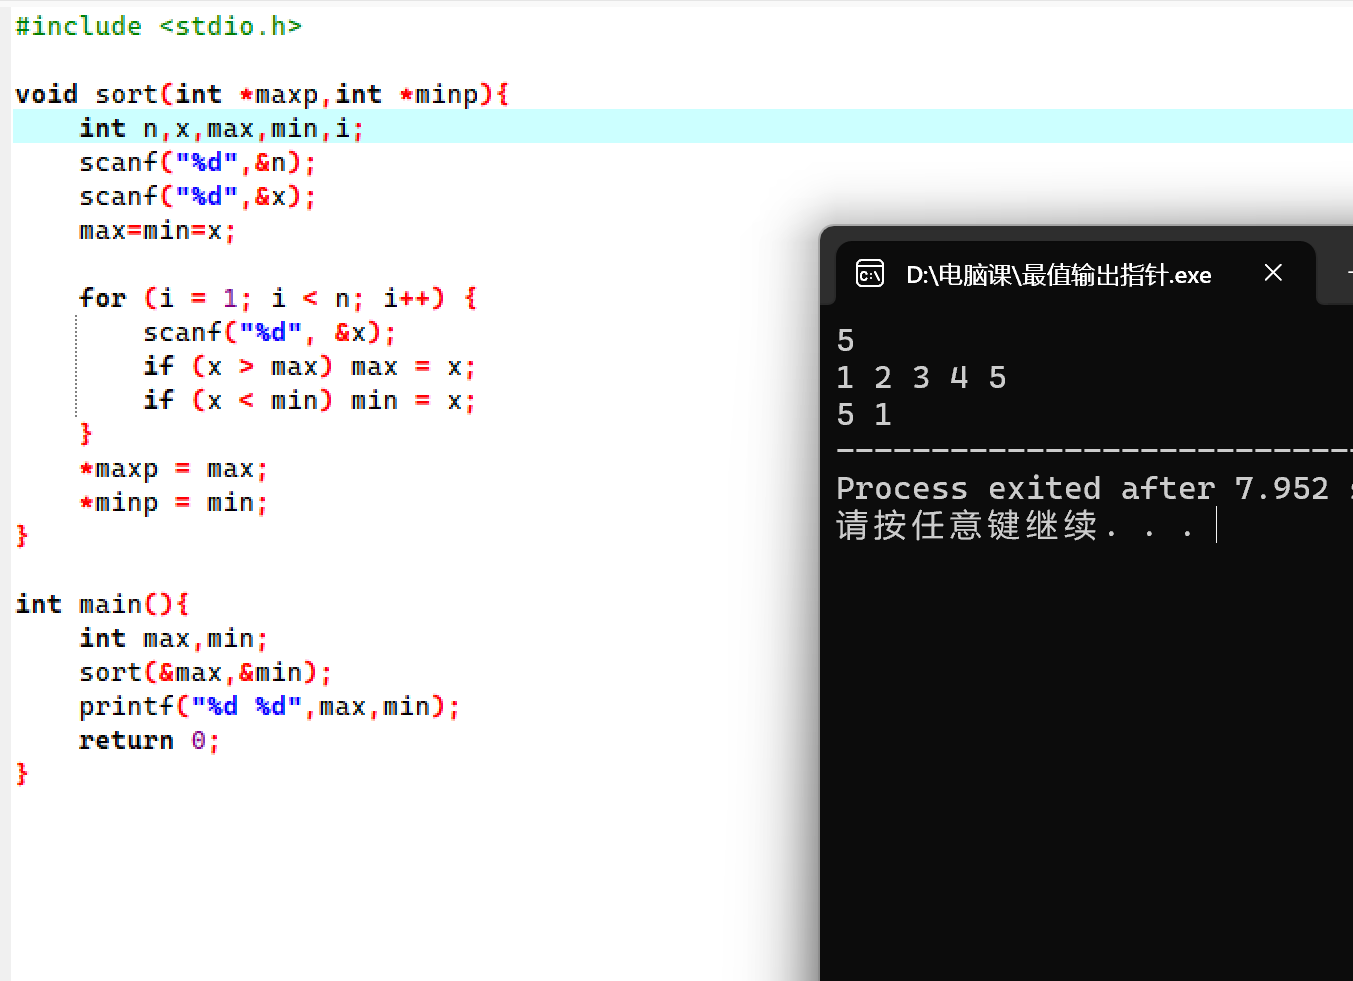 #include <stdio.h>
void sort(int *maxp,int *minp){
int n,x,max,min,i;
scanf("%d",&n);
scanf("%d",&x);
max=min=x;
for (i = 1; i < n; i++) {
scanf("%d", &x);
if (x > max) max = x;
if (x < min) min = x;
}
*maxp = max;
*minp = min;
}
int main(){
int max,min;
sort(&max,&min);
printf("%d %d",max,min);
return 0;
}
D:\电脑课\最值输出指针.exe
5
1 2 3 4 5
5 1
--------------------------------
Process exited after 7.952
请按任意键继续. . .